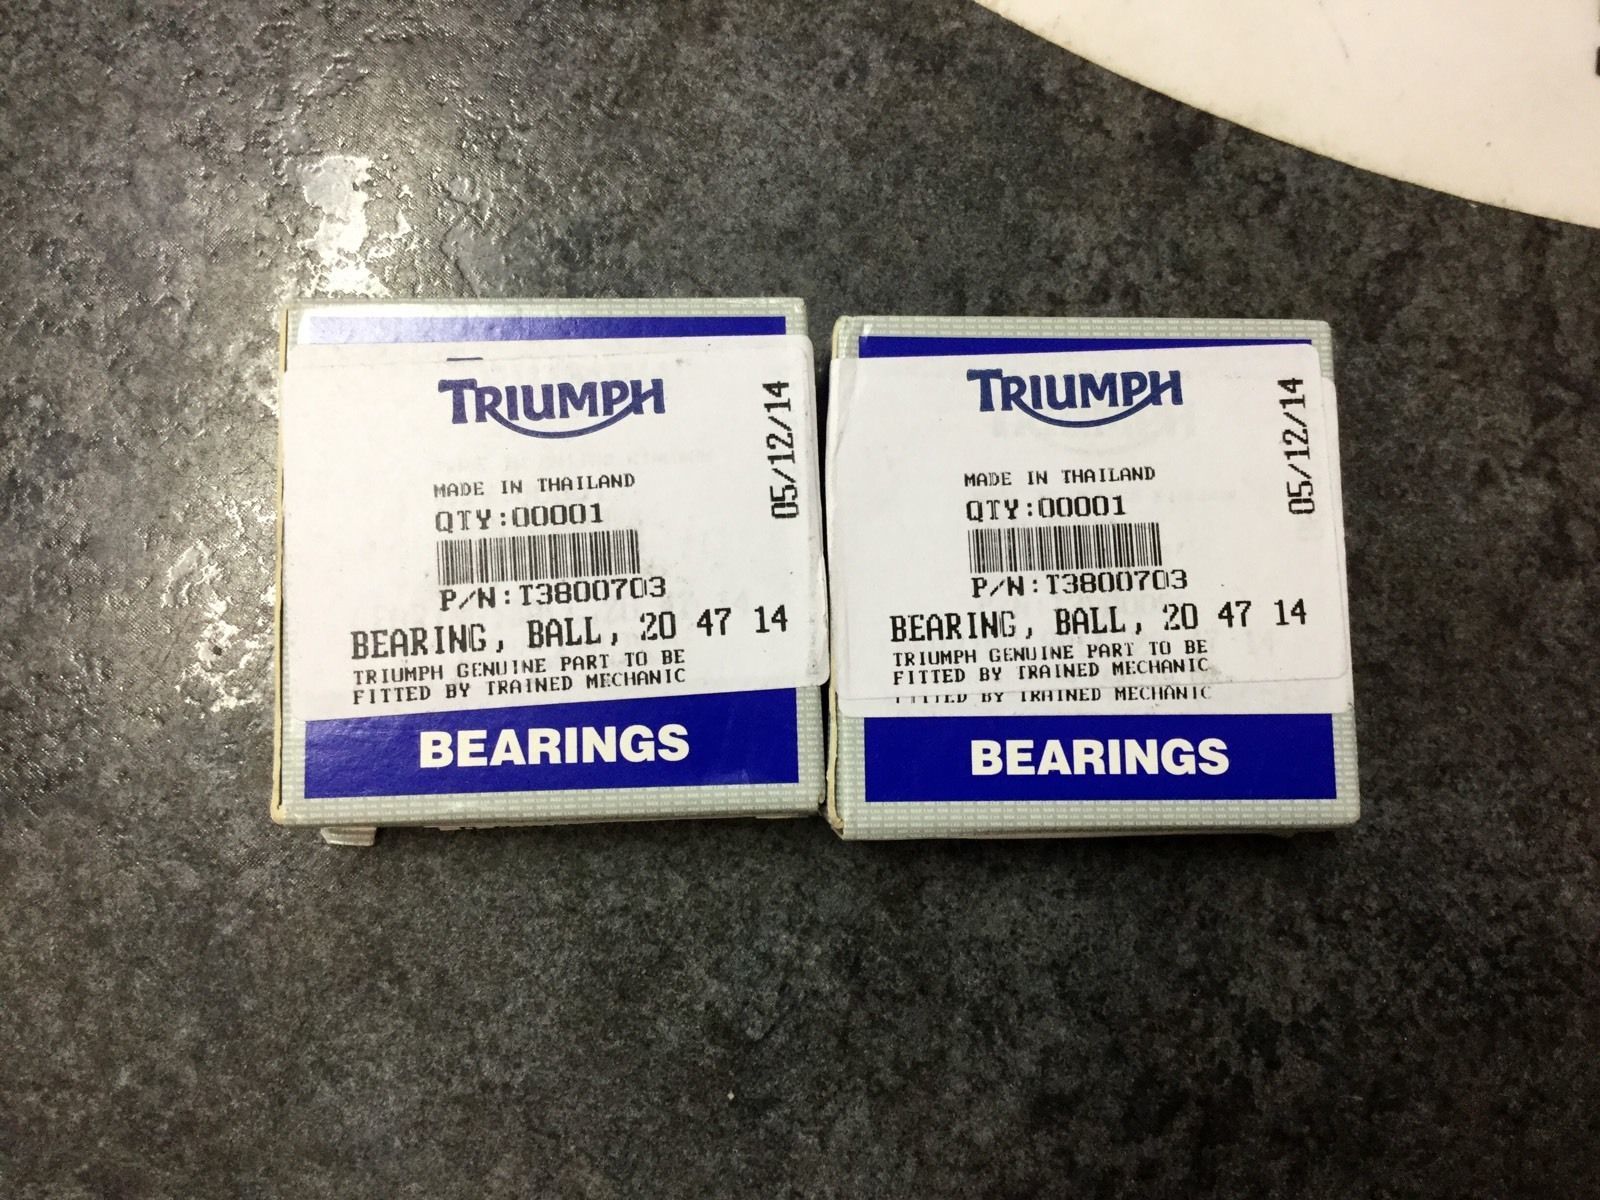 TRIUMPH
05/12/14
MADE IN THAILAND
QTY:00001
P/N:T3800703
BEARING, BALL, 20 47 14
TRIUMPH GENUINE PART TO BE
FITTED BY TRAINED MECHANIC
BEARINGS
TRIUMPH
05/12/14
MADE IN THAILAND
QTY:00001
P/N:T3800703
BEARING, BALL, 20 47 14
TRIUMPH GENUINE PART TO BE
FITTED BY TRAINED MECHANIC
FITTED BY TRAINED MECHANIC
BEARINGS